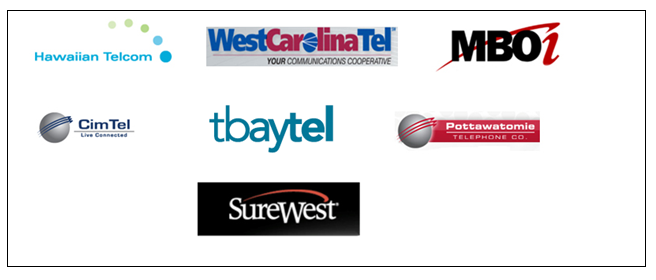 Hawaiian Telcom
WestCarolinaTel®
YOUR COMMUNICATIONS COOPERATIVE
MBOi
CimTel
Live Connected
tbaytel
Pottawatomie
TELEPHONE CO.
SUREWEST®